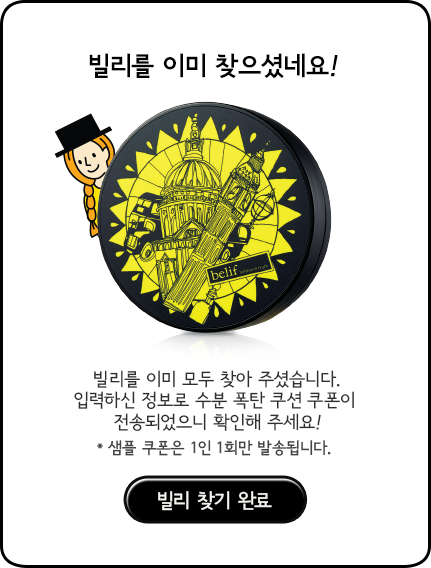 빌리를 이미 찾으셨네요!
belif
빌리를 이미 모두 찾아 주셨습니다.
입력하신 정보로 수분 폭탄 쿠션 쿠폰이
전송되었으니 확인해 주세요!
* 샘플 쿠폰은 1인 1회만 발송됩니다.
빌리 찾기 완료